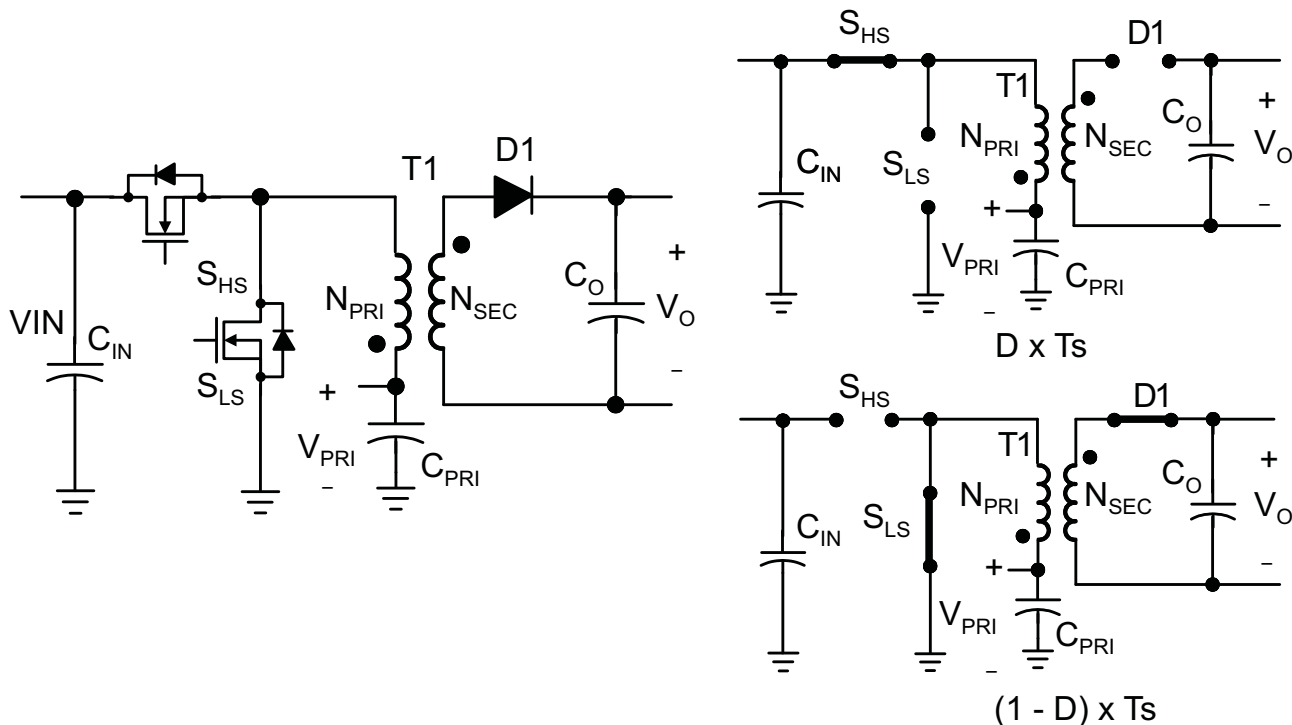 T1
D1
S_HS
N_PRI
N_SEC
C_O
+
V_O
−
VIN
C_IN
S_LS
+
V_PRI
−
C_PRI
S_HS
D1
T1
C_IN
S_LS
N_PRI
N_SEC
C_O
+
V_O
−
+
V_PRI
−
C_PRI
D x Ts
S_HS
D1
T1
C_IN
S_LS
N_PRI
N_SEC
C_O
+
V_O
−
+
V_PRI
−
C_PRI
(1 - D) x Ts